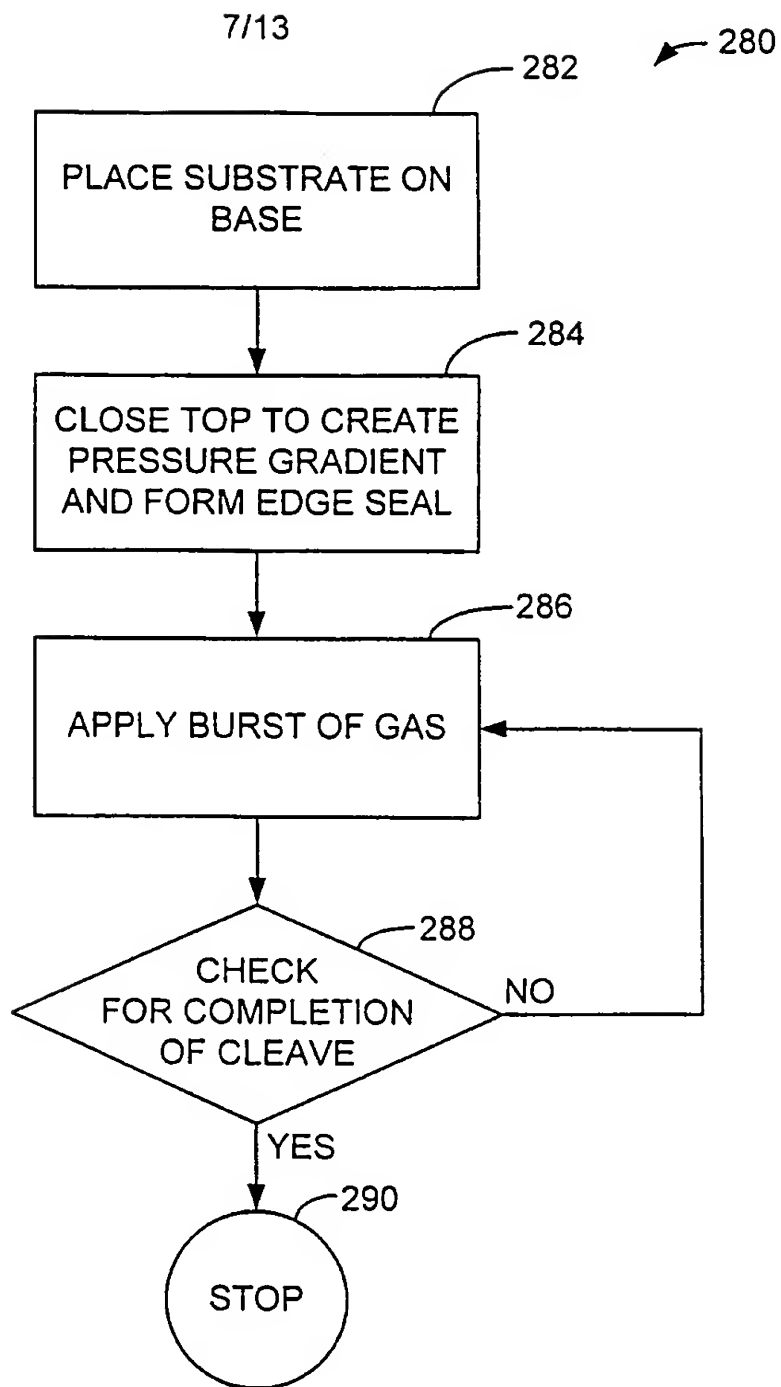 7/13
280
282
PLACE SUBSTRATE ON
BASE
284
CLOSE TOP TO CREATE
PRESSURE GRADIENT
AND FORM EDGE SEAL
286
APPLY BURST OF GAS
288
CHECK
FOR COMPLETION
OF CLEAVE
NO
YES
290
STOP